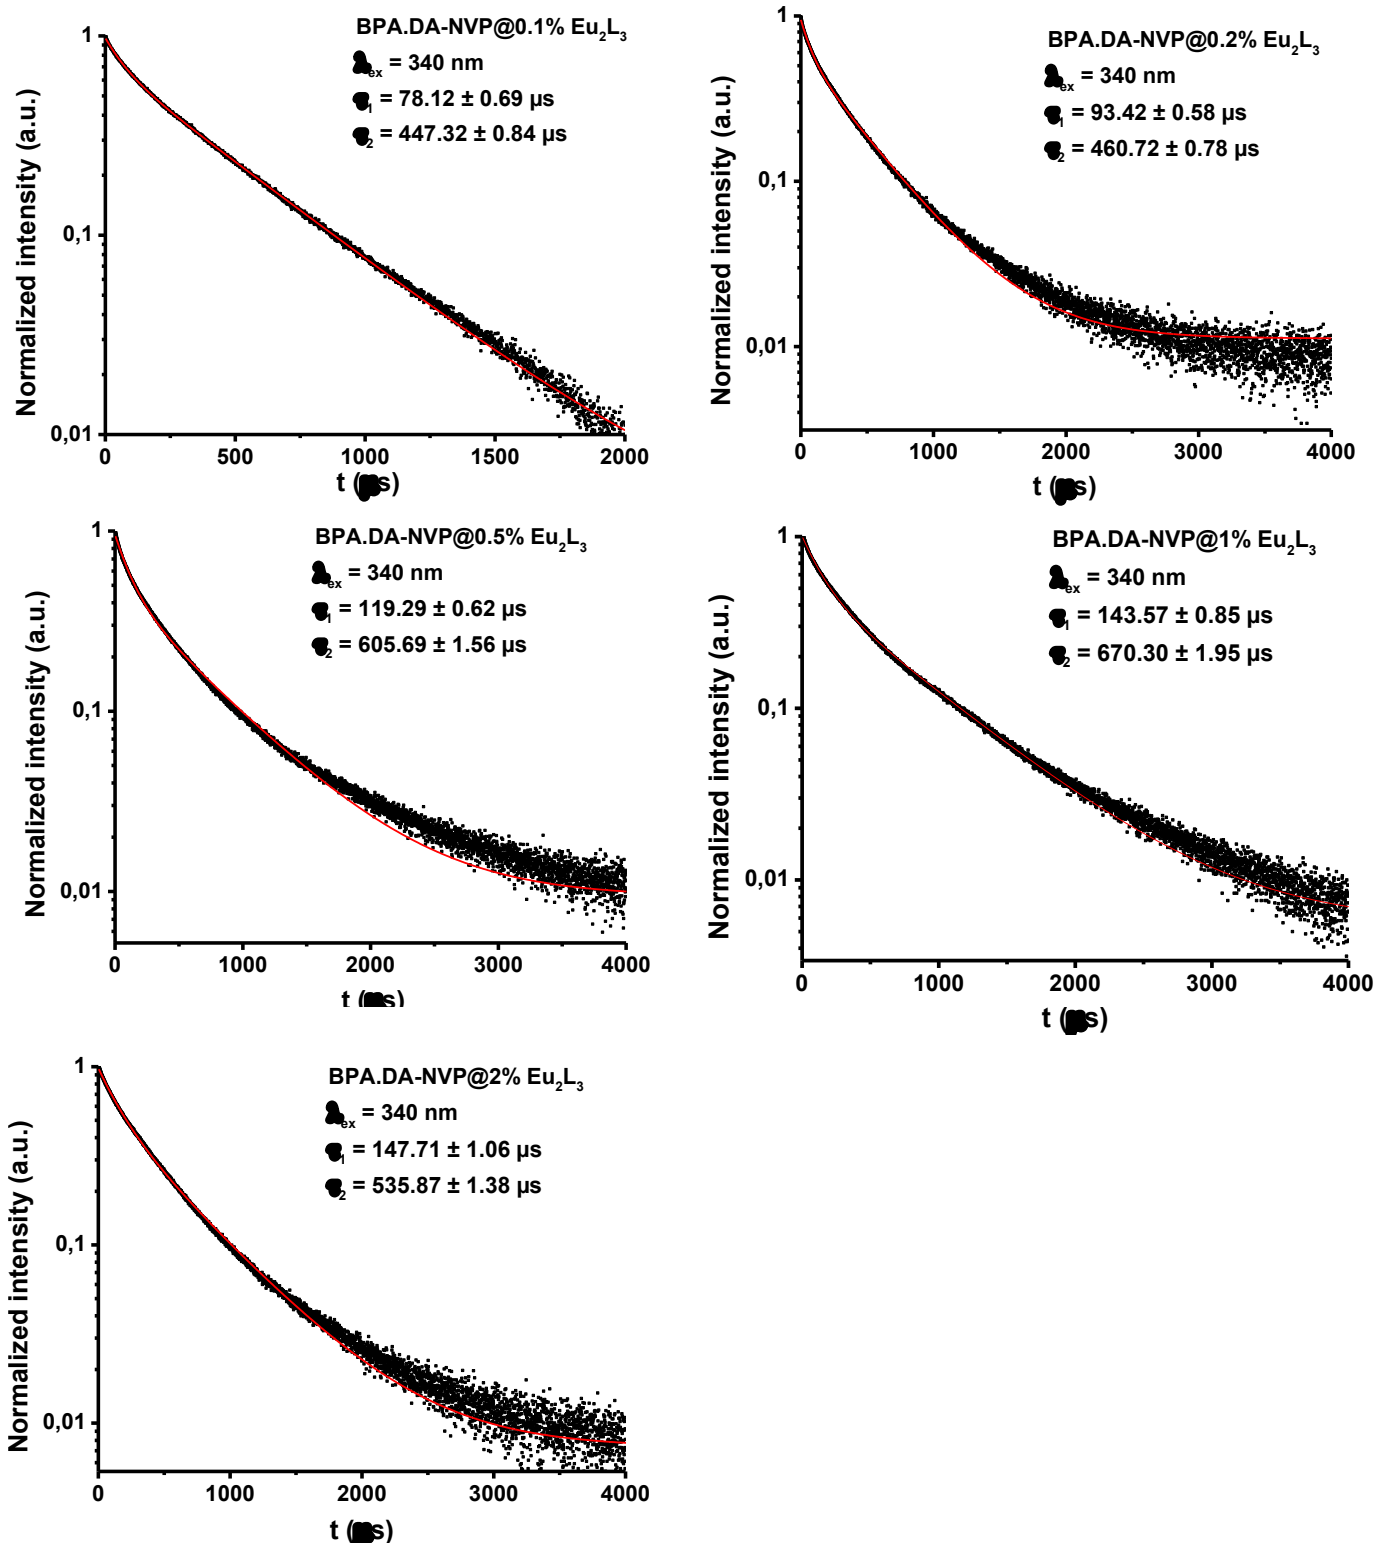 BPA.DA-NVP@0.1% Eu₂L₃
ex = 340 nm
1 = 78.12 ± 0.69 µs
2 = 447.32 ± 0.84 µs
Normalized intensity (a.u.)
1
0,1
0,01
0 500 1000 1500 2000
t ( s)
BPA.DA-NVP@0.2% Eu₂L₃
ex = 340 nm
1 = 93.42 ± 0.58 µs
2 = 460.72 ± 0.78 µs
Normalized intensity (a.u.)
1
0,1
0,01
0 1000 2000 3000 4000
t ( s)
BPA.DA-NVP@0.5% Eu₂L₃
ex = 340 nm
1 = 119.29 ± 0.62 µs
2 = 605.69 ± 1.56 µs
Normalized intensity (a.u.)
1
0,1
0,01
0 1000 2000 3000 4000
t ( s)
BPA.DA-NVP@1% Eu₂L₃
ex = 340 nm
1 = 143.57 ± 0.85 µs
2 = 670.30 ± 1.95 µs
Normalized intensity (a.u.)
1
0,1
0,01
0 1000 2000 3000 4000
t ( s)
BPA.DA-NVP@2% Eu₂L₃
ex = 340 nm
1 = 147.71 ± 1.06 µs
2 = 535.87 ± 1.38 µs
Normalized intensity (a.u.)
1
0,1
0,01
0 1000 2000 3000 4000
t ( s)